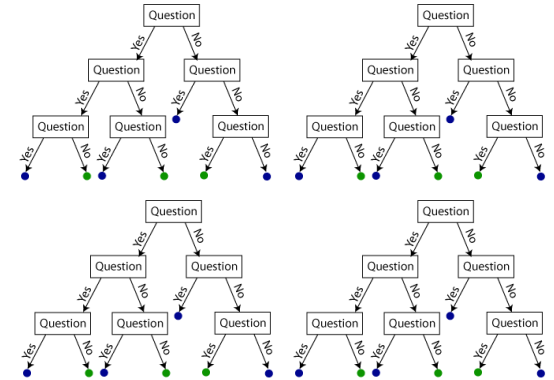 Question
Yes No
Question Question
Yes No Yes No
Question Question Question
Yes No Yes No Yes No
Question
Yes No
Question Question
Yes No Yes No
Question Question Question
Yes No Yes No Yes No
Question
Yes No
Question Question
Yes No Yes No
Question Question Question
Yes No Yes No Yes No
Question
Yes No
Question Question
Yes No Yes No
Question Question Question
Yes No Yes No Yes No